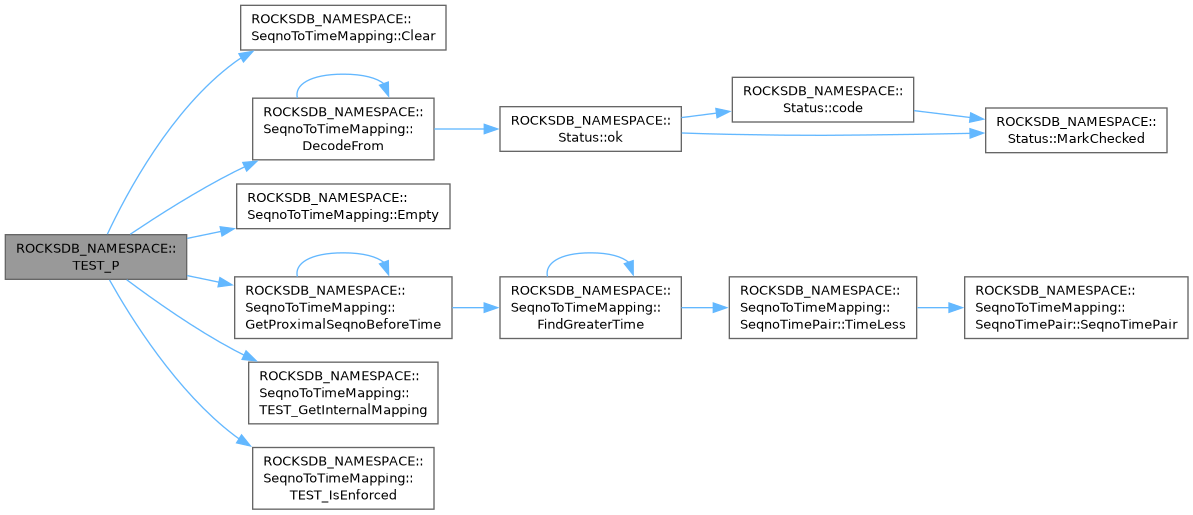 ROCKSDB_NAMESPACE::
TEST_P
ROCKSDB_NAMESPACE::
SeqnoToTimeMapping::Clear
ROCKSDB_NAMESPACE::
SeqnoToTimeMapping::
DecodeFrom
ROCKSDB_NAMESPACE::
Status::ok
ROCKSDB_NAMESPACE::
Status::code
ROCKSDB_NAMESPACE::
Status::MarkChecked
ROCKSDB_NAMESPACE::
SeqnoToTimeMapping::Empty
ROCKSDB_NAMESPACE::
SeqnoToTimeMapping::
GetProximalSeqnoBeforeTime
ROCKSDB_NAMESPACE::
SeqnoToTimeMapping::
FindGreaterTime
ROCKSDB_NAMESPACE::
SeqnoToTimeMapping::
SeqnoTimePair::TimeLess
ROCKSDB_NAMESPACE::
SeqnoToTimeMapping::
SeqnoTimePair::SeqnoTimePair
ROCKSDB_NAMESPACE::
SeqnoToTimeMapping::
TEST_GetInternalMapping
ROCKSDB_NAMESPACE::
SeqnoToTimeMapping::
TEST_IsEnforced